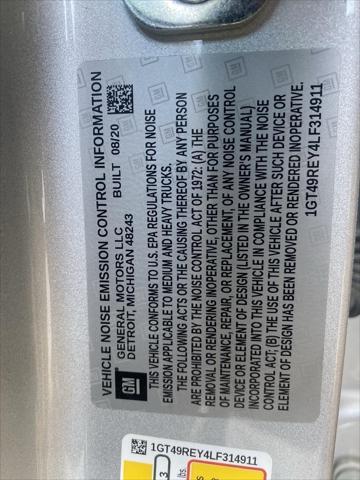 VEHICLE NOISE EMISSION CONTROL INFORMATION
GENERAL MOTORS LLC
DETROIT, MICHIGAN 48243
BUILT 08/20
GM
THIS VEHICLE CONFORMS TO U.S. EPA REGULATIONS FOR NOISE
EMISSION APPLICABLE TO MEDIUM AND HEAVY TRUCKS.
THE FOLLOWING ACTS OR THE CAUSING THEREOF BY ANY PERSON
ARE PROHIBITED BY THE NOISE CONTROL ACT OF 1972: (A) THE
REMOVAL OR RENDERING INOPERATIVE, OTHER THAN FOR PURPOSES
OF MAINTENANCE, REPAIR, OR REPLACEMENT, OF ANY NOISE CONTROL
DEVICE OR ELEMENT OF DESIGN (LISTED IN THE OWNER'S MANUAL)
INCORPORATED INTO THIS VEHICLE IN COMPLIANCE WITH THE NOISE
CONTROL ACT; (B) THE USE OF THIS VEHICLE AFTER SUCH DEVICE OR
ELEMENT OF DESIGN HAS BEEN REMOVED OR RENDERED INOPERATIVE.
1GT49REY4LF314911
1GT49REY4LF314911